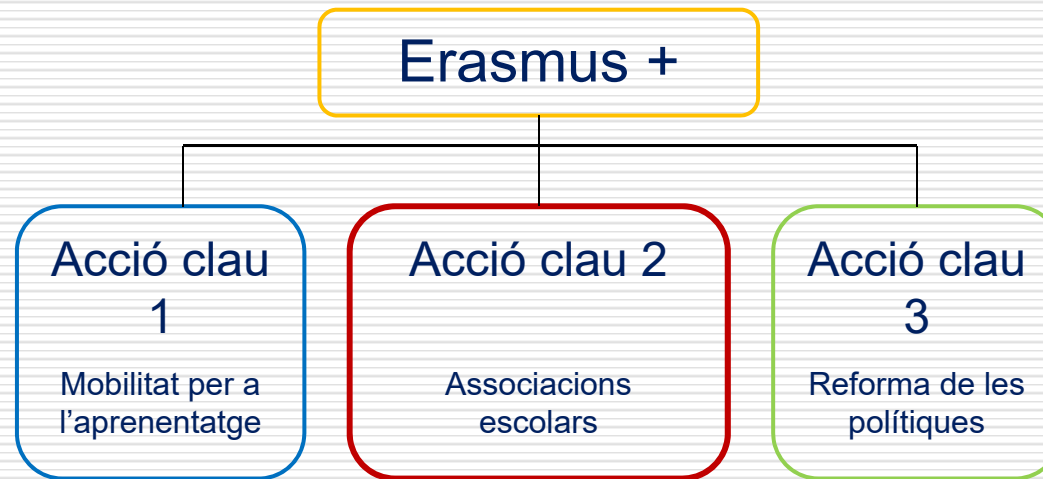 Erasmus +
Acció clau
1
Mobilitat per a
l’aprenentatge
Acció clau 2
Associacions
escolars
Acció clau
3
Reforma de les
polítiques